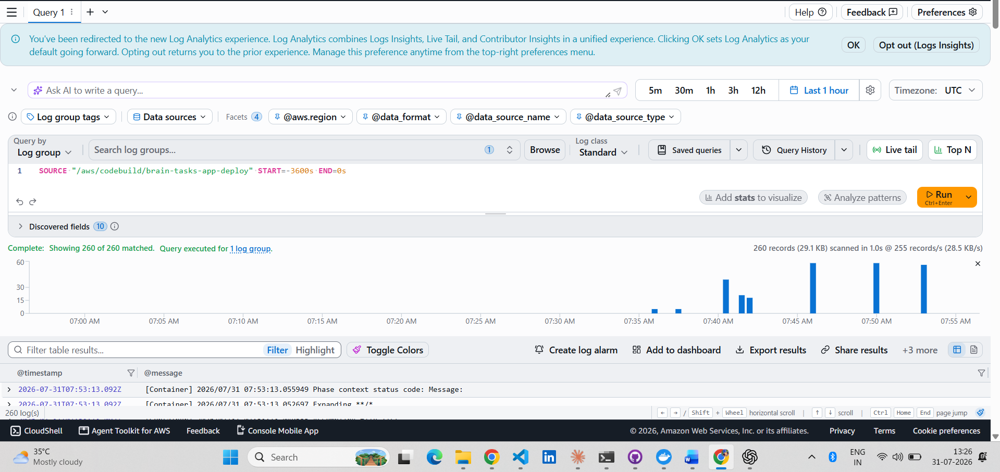 Query 1
Help
Feedback
Preferences
You've been redirected to the new Log Analytics experience. Log Analytics combines Logs Insights, Live Tail, and Contributor Insights in a unified experience. Clicking OK sets Log Analytics as your
default going forward. Opting out returns you to the prior experience. Manage this preference anytime from the top-right preferences menu.
OK
Opt out (Logs Insights)
Ask AI to write a query...
5m 30m 1h 3h 12h
Last 1 hour
Timezone: UTC
Log group tags
Data sources
Facets 4
@aws.region
@data_format
@data_source_name
@data_source_type
Query by
Log group
Search log groups...
1
Browse
Log class
Standard
Saved queries
Query History
Live tail
Top N
1 SOURCE "/aws/codebuild/brain-tasks-app-deploy" START=-3600s END=0s
Add stats to visualize
Analyze patterns
Run
Ctrl+Enter
Discovered fields 10
Complete: Showing 260 of 260 matched. Query executed for 1 log group.
260 records (29.1 KB) scanned in 1.0s @ 255 records/s (28.5 KB/s)
60
30
15
0
07:00 AM 07:05 AM 07:10 AM 07:15 AM 07:20 AM 07:25 AM 07:30 AM 07:35 AM 07:40 AM 07:45 AM 07:50 AM 07:55 AM
Filter table results...
Filter
Highlight
Toggle Colors
Create log alarm
Add to dashboard
Export results
Share results
+3 more
@timestamp @message
2026-07-31T07:53:13.092Z [Container] 2026/07/31 07:53:13.055949 Phase context status code: Message:
2026-07-31T07:53:13.092Z [Container] 2026/07/31 07:53:13.052697 Expanding **/*
260 log(s)
← → / Shift + Wheel horizontal scroll | ↑ ↓ scroll | Ctrl Home End page jump
CloudShell
Agent Toolkit for AWS
Feedback
Console Mobile App
© 2026, Amazon Web Services, Inc. or its affiliates.
Privacy
Terms
Cookie preferences
35°C
Mostly cloudy
Search
ENG
IN
13:26
31-07-2026